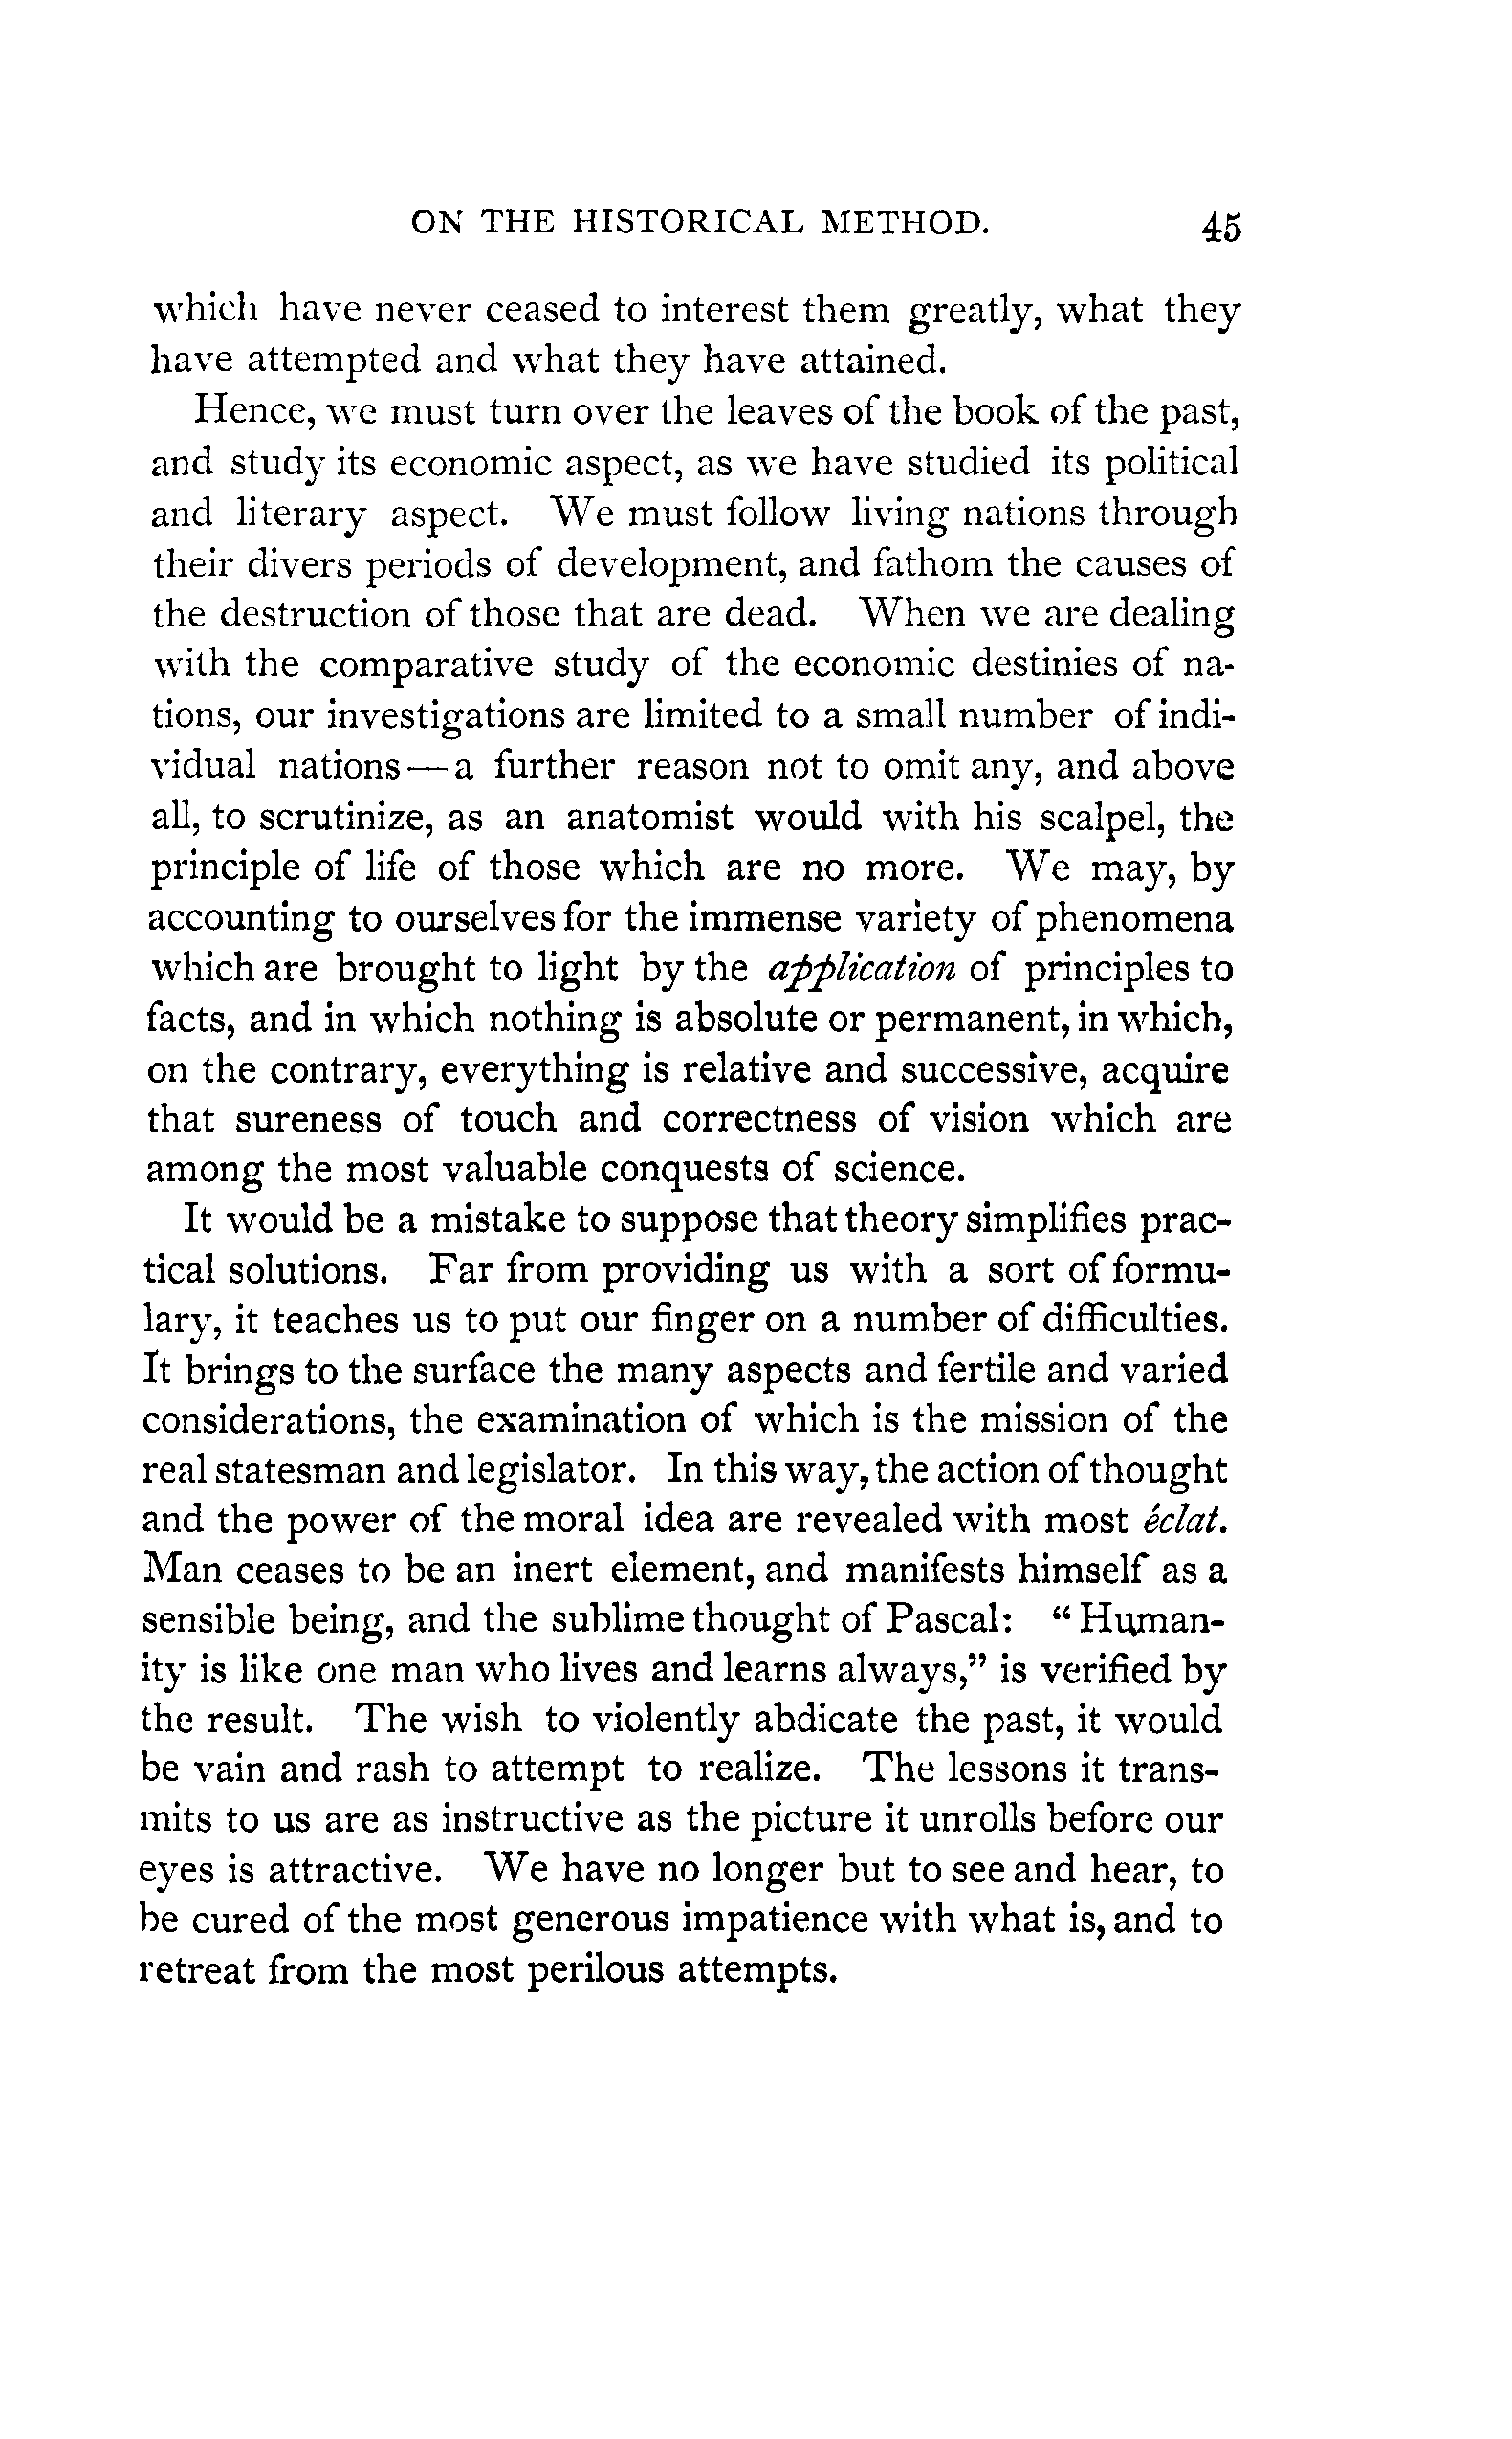 ON THE HISTORICAL METHOD. 45
which have never ceased to interest them greatly, what they
have attempted and what they have attained.
Hence, we must turn over the leaves of the book of the past,
and study its economic aspect, as we have studied its political
and literary aspect. We must follow living nations through
their divers periods of development, and fathom the causes of
the destruction of those that are dead. When we are dealing
with the comparative study of the economic destinies of na-
tions, our investigations are limited to a small number of indi-
vidual nations—a further reason not to omit any, and above
all, to scrutinize, as an anatomist would with his scalpel, the
principle of life of those which are no more. We may, by
accounting to ourselves for the immense variety of phenomena
which are brought to light by the application of principles to
facts, and in which nothing is absolute or permanent, in which,
on the contrary, everything is relative and successive, acquire
that sureness of touch and correctness of vision which are
among the most valuable conquests of science.
It would be a mistake to suppose that theory simplifies prac-
tical solutions. Far from providing us with a sort of formu-
lary, it teaches us to put our finger on a number of difficulties.
It brings to the surface the many aspects and fertile and varied
considerations, the examination of which is the mission of the
real statesman and legislator. In this way, the action of thought
and the power of the moral idea are revealed with most éclat.
Man ceases to be an inert element, and manifests himself as a
sensible being, and the sublime thought of Pascal: “Human-
ity is like one man who lives and learns always,” is verified by
the result. The wish to violently abdicate the past, it would
be vain and rash to attempt to realize. The lessons it trans-
mits to us are as instructive as the picture it unrolls before our
eyes is attractive. We have no longer but to see and hear, to
be cured of the most generous impatience with what is, and to
retreat from the most perilous attempts.